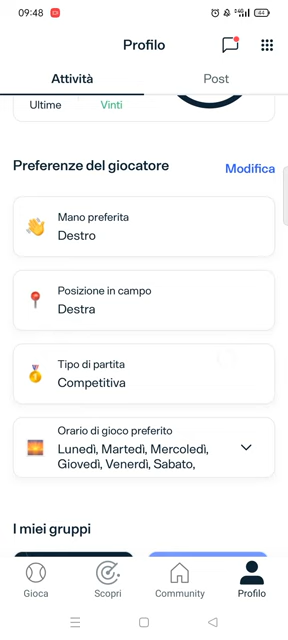 09:48
44
Profilo
Attività
Post
Ultime
Vinti
Preferenze del giocatore
Modifica
Mano preferita
Destro
Posizione in campo
Destra
Tipo di partita
Competitiva
Orario di gioco preferito
Lunedì, Martedì, Mercoledì,
Giovedì, Venerdì, Sabato,
I miei gruppi
Gioca
Scopri
Community
Profilo